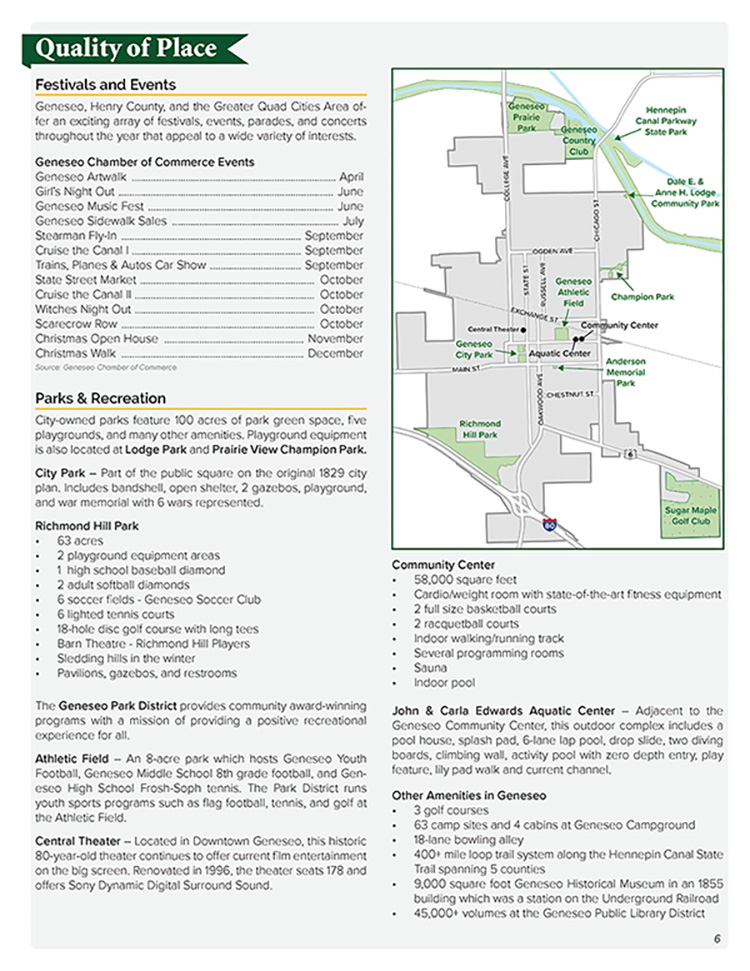 Quality of Place
Festivals and Events
Geneseo, Henry County, and the Greater Quad Cities Area of-
fer an exciting array of festivals, events, parades, and concerts
throughout the year that appeal to a wide variety of interests.
Geneseo Chamber of Commerce Events
Geneseo Artwalk April
Girl's Night Out June
Geneseo Music Fest June
Geneseo Sidewalk Sales July
Stearman Fly-In September
Cruise the Canal I September
Trains, Planes & Autos Car Show September
State Street Market October
Cruise the Canal II October
Witches Night Out October
Scarecrow Row October
Christmas Open House November
Christmas Walk December
Source: Geneseo Chamber of Commerce.
Parks & Recreation
City-owned parks feature 100 acres of park green space, five
playgrounds, and many other amenities. Playground equipment
is also located at Lodge Park and Prairie View Champion Park.
City Park – Part of the public square on the original 1829 city
plan. Includes bandshell, open shelter, 2 gazebos, playground,
and war memorial with 6 wars represented.
Richmond Hill Park
• 63 acres
• 2 playground equipment areas
• 1 high school baseball diamond
• 2 adult softball diamonds
• 6 soccer fields - Geneseo Soccer Club
• 6 lighted tennis courts
• 18-hole disc golf course with long tees
• Barn Theatre - Richmond Hill Players
• Sledding hills in the winter
• Pavilions, gazebos, and restrooms
The Geneseo Park District provides community award-winning
programs with a mission of providing a positive recreational
experience for all.
Athletic Field – An 8-acre park which hosts Geneseo Youth
Football, Geneseo Middle School 8th grade football, and Gen-
eseo High School Frosh-Soph tennis. The Park District runs
youth sports programs such as flag football, tennis, and golf at
the Athletic Field.
Central Theater – Located in Downtown Geneseo, this historic
80-year-old theater continues to offer current film entertainment
on the big screen. Renovated in 1996, the theater seats 178 and
offers Sony Dynamic Digital Surround Sound.
Geneseo
Prairie
Park
Geneseo
Country
Club
Hennepin
Canal Parkway
State Park
Dale E. &
Anne H. Lodge
Community Park
COLLEGE AVE
CHICAGO ST.
OGDEN AVE
STATE ST.
RUSSELL AVE
Geneseo
Athletic
Field
Champion Park
EXCHANGE ST.
Central Theater
Community Center
Geneseo
City Park
Aquatic Center
Anderson
Memorial
Park
MAIN ST.
OAKWOOD AVE
CHESTNUT ST.
Richmond
Hill Park
6
80
Sugar Maple
Golf Club
Community Center
• 58,000 square feet
• Cardio/weight room with state-of-the-art fitness equipment
• 2 full size basketball courts
• 2 racquetball courts
• Indoor walking/running track
• Several programming rooms
• Sauna
• Indoor pool
John & Carla Edwards Aquatic Center – Adjacent to the
Geneseo Community Center, this outdoor complex includes a
pool house, splash pad, 6-lane lap pool, drop slide, two diving
boards, climbing wall, activity pool with zero depth entry, play
feature, lily pad walk and current channel.
Other Amenities in Geneseo
• 3 golf courses
• 63 camp sites and 4 cabins at Geneseo Campground
• 18-lane bowling alley
• 400+ mile loop trail system along the Hennepin Canal State
Trail spanning 5 counties
• 9,000 square foot Geneseo Historical Museum in an 1855
building which was a station on the Underground Railroad
• 45,000+ volumes at the Geneseo Public Library District
6